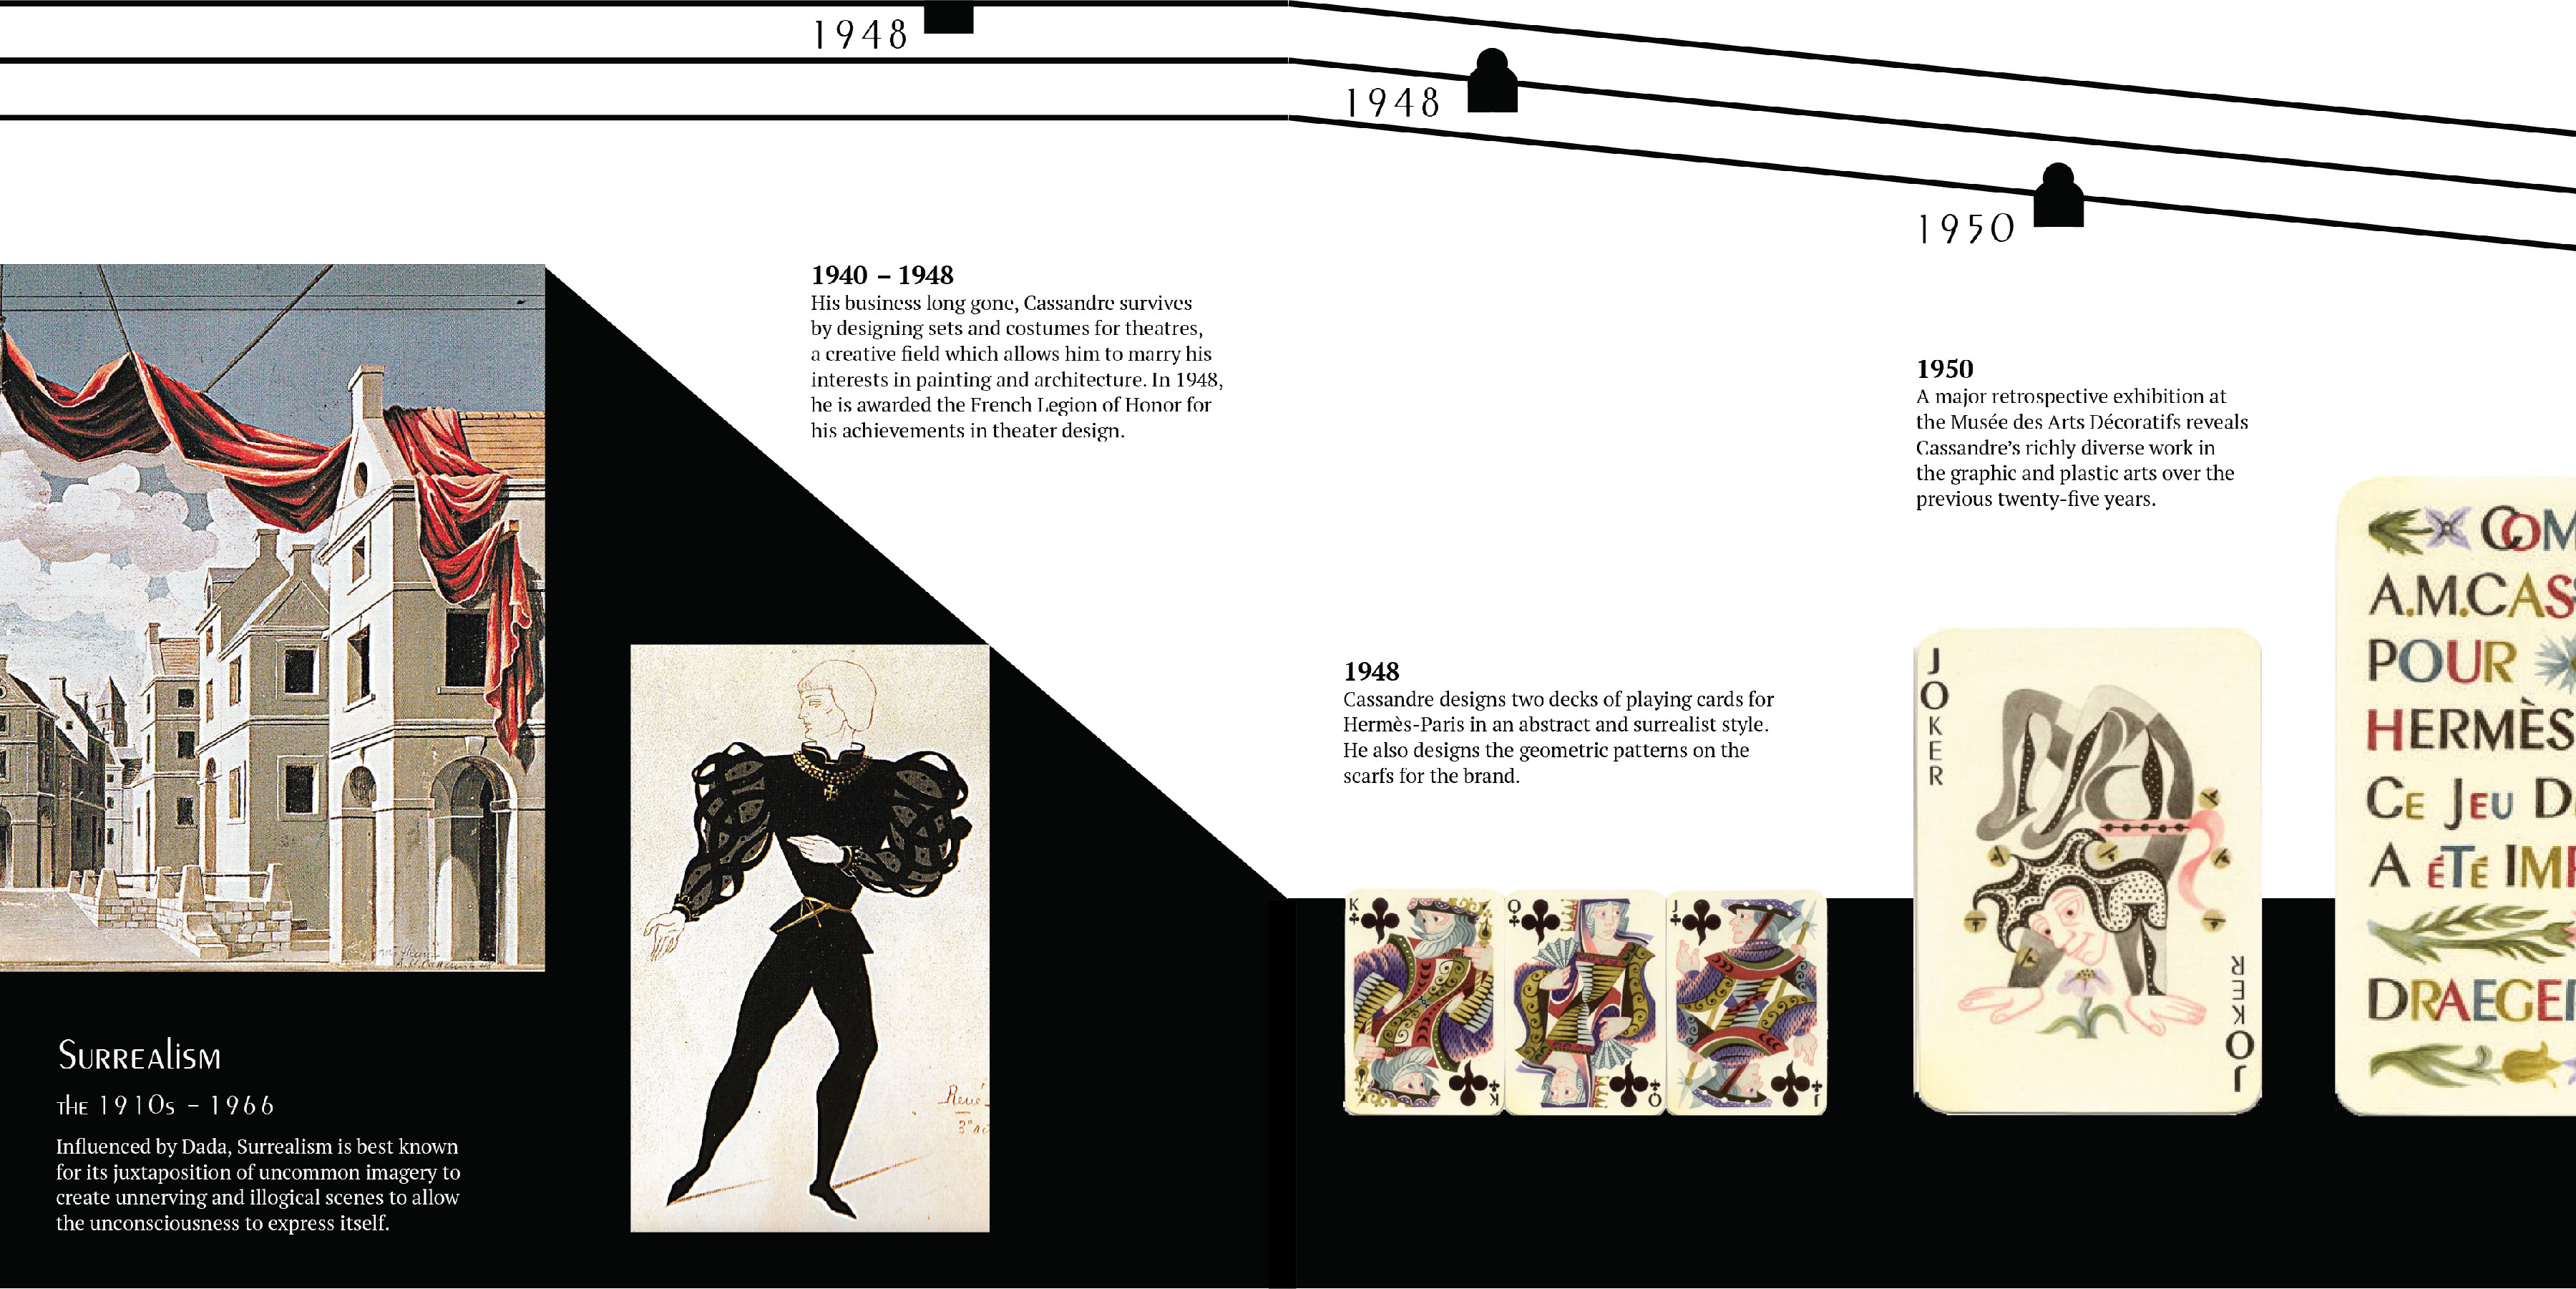 1948
1948
1950
1940 – 1948
His business long gone, Cassandre survives
by designing sets and costumes for theatres,
a creative field which allows him to marry his
interests in painting and architecture. In 1948,
he is awarded the French Legion of Honor for
his achievements in theater design.
1950
A major retrospective exhibition at
the Musée des Arts Décoratifs reveals
Cassandre's richly diverse work in
the graphic and plastic arts over the
previous twenty-five years.
1948
Cassandre designs two decks of playing cards for
Hermès-Paris in an abstract and surrealist style.
He also designs the geometric patterns on the
scarfs for the brand.
Surrealism
the 1910s – 1966
Influenced by Dada, Surrealism is best known
for its juxtaposition of uncommon imagery to
create unnerving and illogical scenes to allow
the unconsciousness to express itself.
René
K
K
Q
Q
J
J
JOKER
JOKER
COM
A.M.CASS
POUR
HERMÈS
CE JEU D
A ÉTÉ IMP
DRAEGER